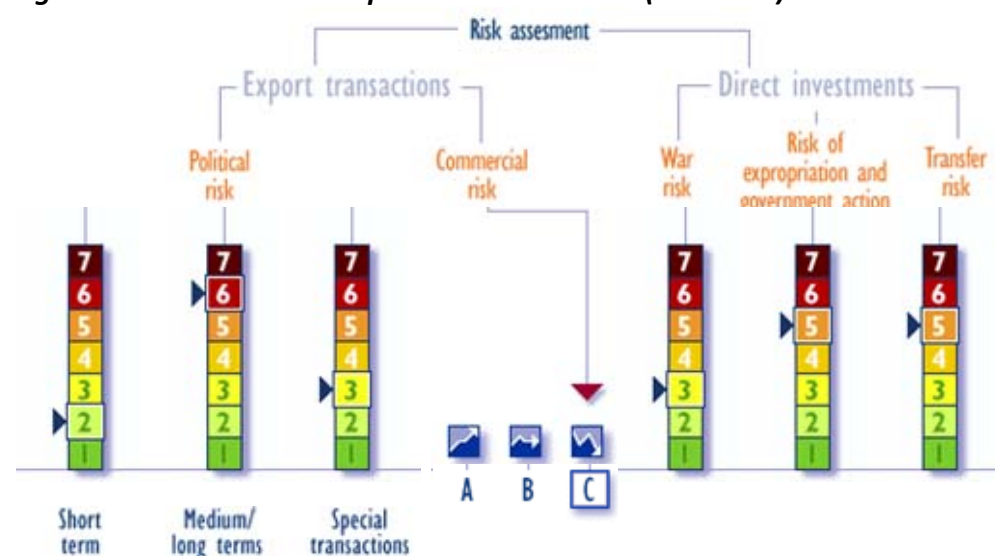 Risk assesment
Export transactions
Direct investments
Political
risk
Commercial
risk
War
risk
Risk of
expropriation and
government action
Transfer
risk
7 7 7 7 7 7
6 6 6 6 6 6
5 5 5 5 5 5
4 4 4 4 4 4
3 3 3 3 3 3
2 2 2 2 2 2
1 1 1 1 1 1
A B C
Short
term
Medium/
long terms
Special
transactions